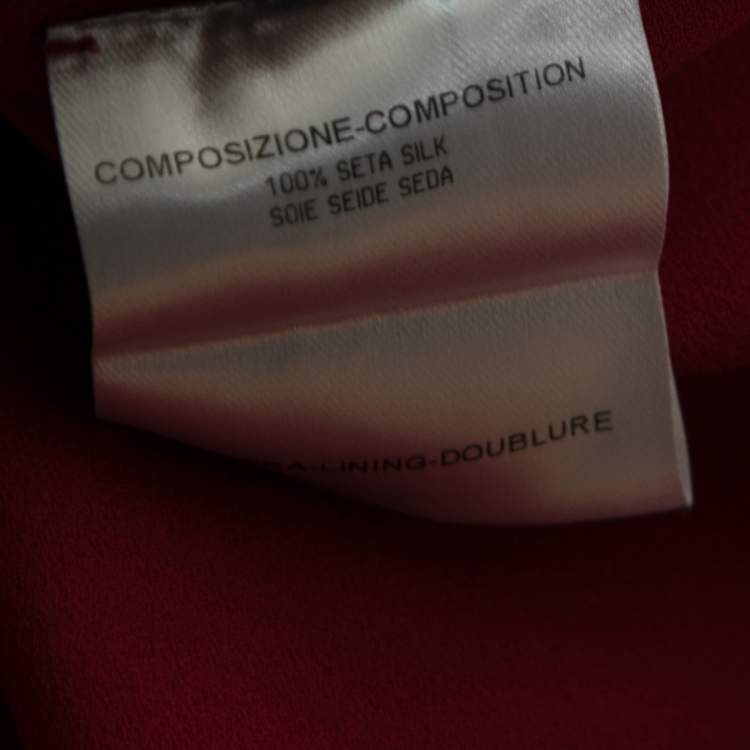 COMPOSIZIONE-COMPOSITION
100% SETA SILK
SOIE SEIDE SEDA
LINING-DOUBLURE